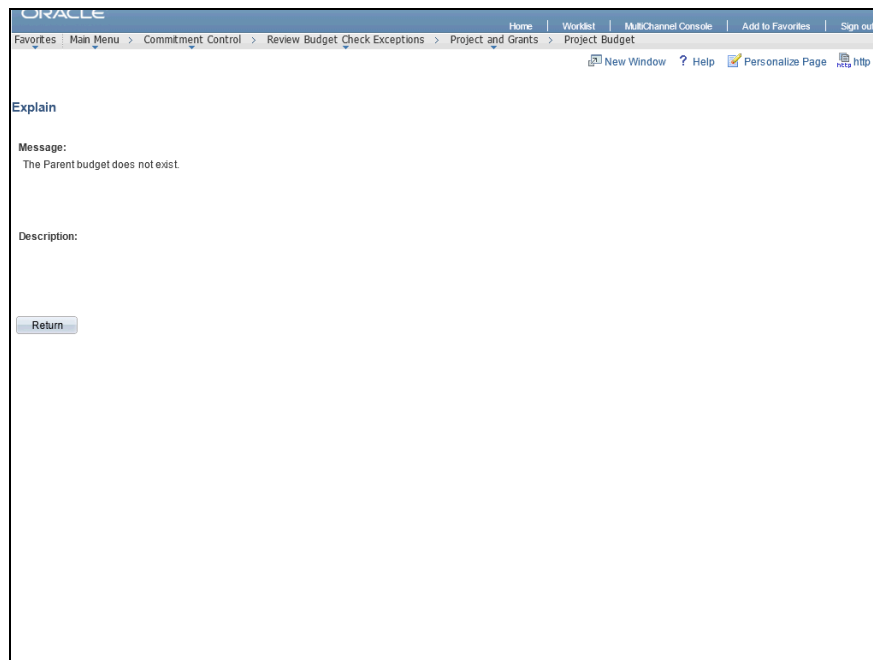 ORACLE
Home Worklist MultiChannel Console Add to Favorites Sign out
Favorites Main Menu > Commitment Control > Review Budget Check Exceptions > Project and Grants > Project Budget
New Window ? Help Personalize Page http
Explain
Message:
The Parent budget does not exist.
Description:
Return